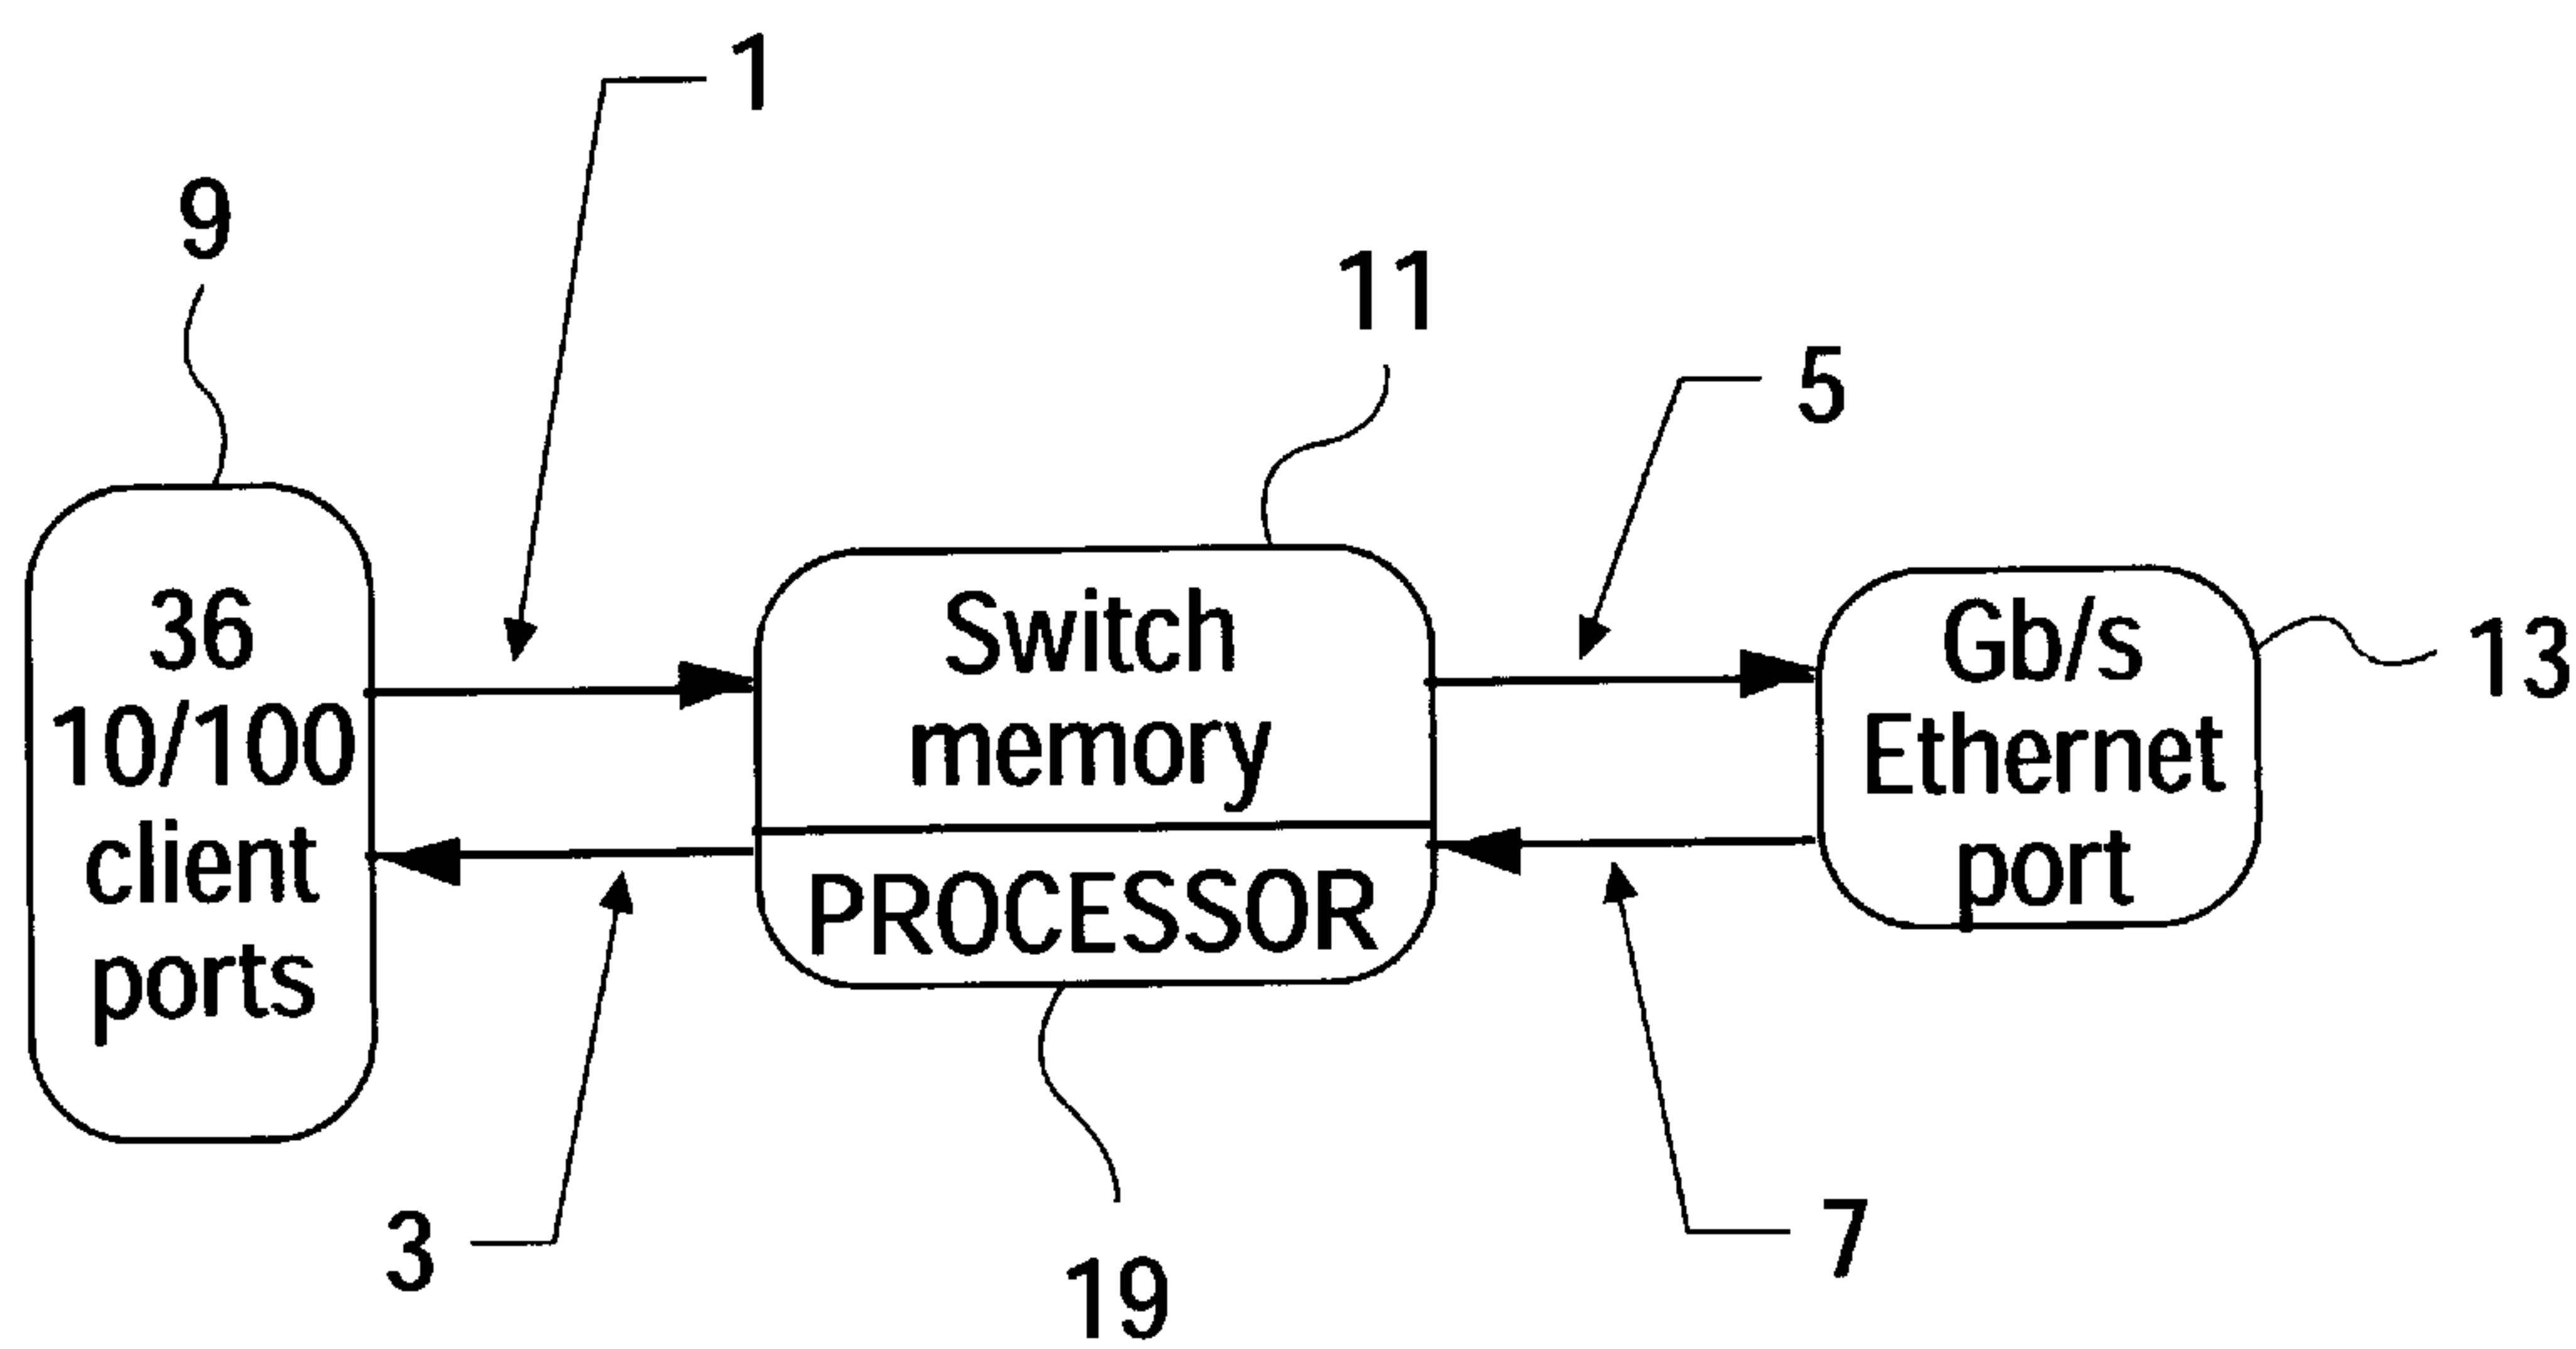 1
9
11
5
36
10/100
client
ports
Switch
memory
PROCESSOR
Gb/s
Ethernet
port
13
3
19
7